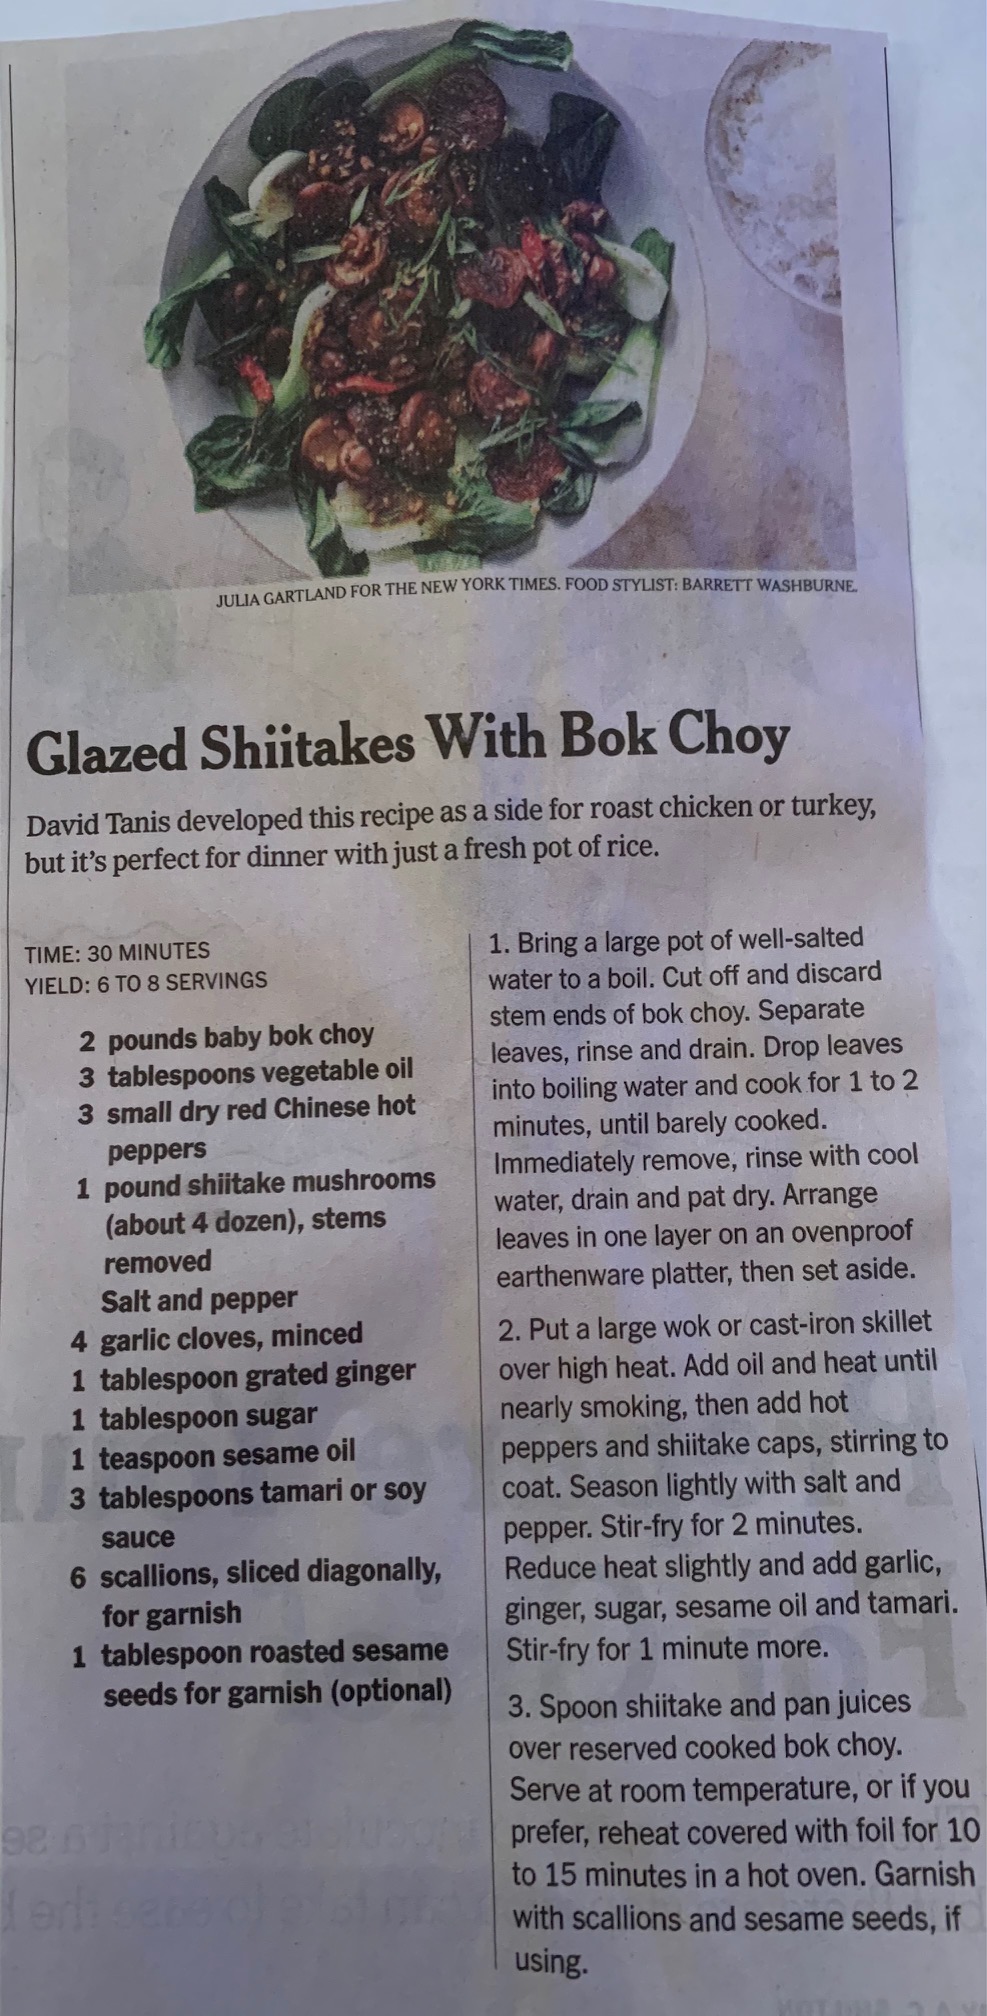 JULIA GARTLAND FOR THE NEW YORK TIMES. FOOD STYLIST: BARRETT WASHBURNE.
Glazed Shiitakes With Bok Choy
David Tanis developed this recipe as a side for roast chicken or turkey,
but it's perfect for dinner with just a fresh pot of rice.
TIME: 30 MINUTES
YIELD: 6 TO 8 SERVINGS
2 pounds baby bok choy
3 tablespoons vegetable oil
3 small dry red Chinese hot
peppers
1 pound shiitake mushrooms
(about 4 dozen), stems
removed
Salt and pepper
4 garlic cloves, minced
1 tablespoon grated ginger
1 tablespoon sugar
1 teaspoon sesame oil
3 tablespoons tamari or soy
sauce
6 scallions, sliced diagonally,
for garnish
1 tablespoon roasted sesame
seeds for garnish (optional)
1. Bring a large pot of well-salted
water to a boil. Cut off and discard
stem ends of bok choy. Separate
leaves, rinse and drain. Drop leaves
into boiling water and cook for 1 to 2
minutes, until barely cooked.
Immediately remove, rinse with cool
water, drain and pat dry. Arrange
leaves in one layer on an ovenproof
earthenware platter, then set aside.
2. Put a large wok or cast-iron skillet
over high heat. Add oil and heat until
nearly smoking, then add hot
peppers and shiitake caps, stirring to
coat. Season lightly with salt and
pepper. Stir-fry for 2 minutes.
Reduce heat slightly and add garlic,
ginger, sugar, sesame oil and tamari.
Stir-fry for 1 minute more.
3. Spoon shiitake and pan juices
over reserved cooked bok choy.
Serve at room temperature, or if you
prefer, reheat covered with foil for 10
to 15 minutes in a hot oven. Garnish
with scallions and sesame seeds, if
using.